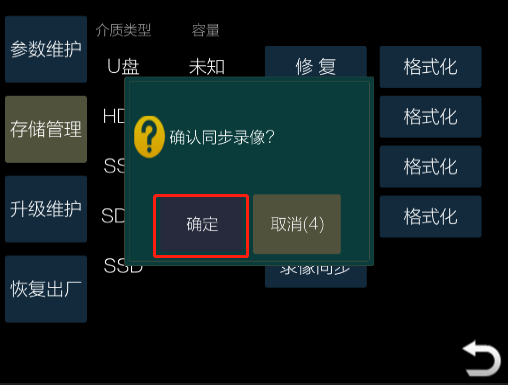 介质类型 容量
参数维护 U盘 未知 修复 格式化
HD 格式化
确认同步录像?
存储管理
SS 格式化
升级维护 SD 格式化
确定 取消(4)
恢复出厂 SSD 录像同步